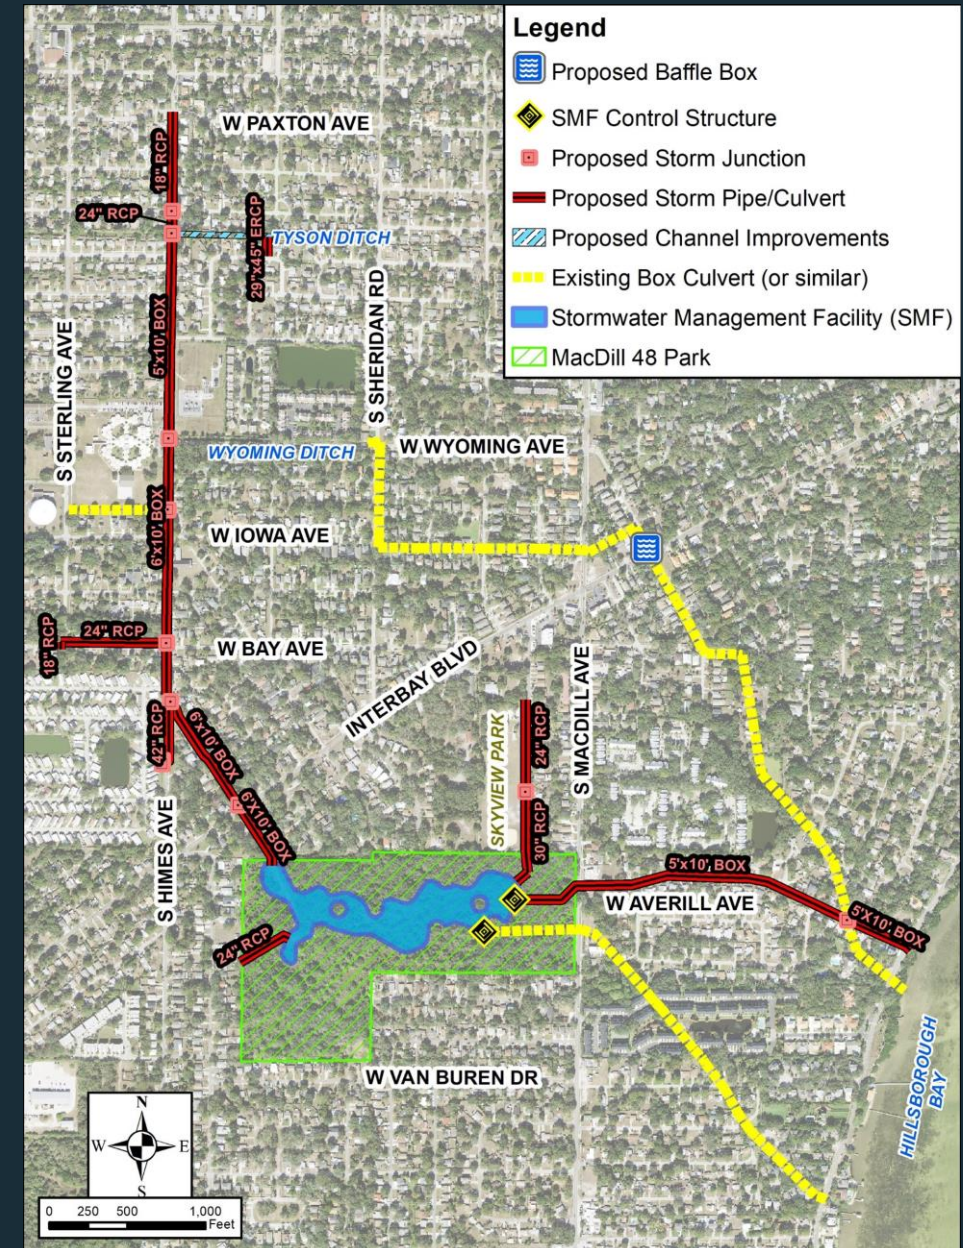 Legend
Proposed Baffle Box
SMF Control Structure
Proposed Storm Junction
Proposed Storm Pipe/Culvert
Proposed Channel Improvements
Existing Box Culvert (or similar)
Stormwater Management Facility (SMF)
MacDill 48 Park
W PAXTON AVE
18" RCP
24" RCP
29"x45" ERCP
TYSON DITCH
S SHERIDAN RD
5'x10', BOX
S STERLING AVE
WYOMING DITCH
W WYOMING AVE
6'x10', BOX
W IOWA AVE
24" RCP
18" RCP
W BAY AVE
INTERBAY BLVD
S MACDILL AVE
42" RCP
6'x10' BOX
6'X10', BOX
SKYVIEW PARK
24" RCP
30" RCP
S HIMES AVE
5'x10' BOX
W AVERILL AVE
5'X10', BOX
24" RCP
HILLSBOROUGH
BAY
W VAN BUREN DR
N
W E
S
0 250 500 1,000
Feet